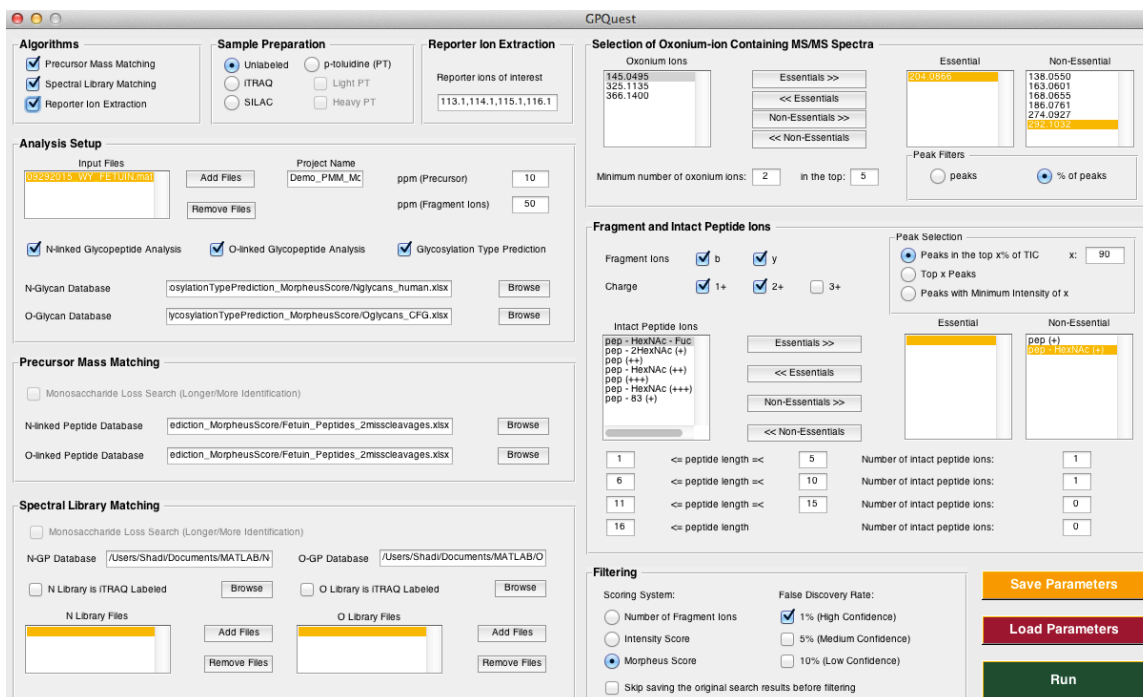 GPQuest
Algorithms
Precursor Mass Matching
Spectral Library Matching
Reporter Ion Extraction
Sample Preparation
Unlabeled
p-toluidine (PT)
iTRAQ
Light PT
SILAC
Heavy PT
Reporter Ion Extraction
Reporter ions of interest
113.1,114.1,115.1,116.1
Analysis Setup
Input Files
09292015_WY_FETUIN.mat
Add Files
Remove Files
Project Name
Demo_PMM_Mc
ppm (Precursor)
10
ppm (Fragment Ions)
50
N-linked Glycopeptide Analysis
O-linked Glycopeptide Analysis
Glycosylation Type Prediction
N-Glycan Database
osylationTypePrediction_MorpheusScore/Nglycans_human.xlsx
Browse
O-Glycan Database
lycosylationTypePrediction_MorpheusScore/Oglycans_CFG.xlsx
Browse
Precursor Mass Matching
Monosaccharide Loss Search (Longer/More Identification)
N-linked Peptide Database
ediction_MorpheusScore/Fetuin_Peptides_2misscleavages.xlsx
Browse
O-linked Peptide Database
ediction_MorpheusScore/Fetuin_Peptides_2misscleavages.xlsx
Browse
Spectral Library Matching
Monosaccharide Loss Search (Longer/More Identification)
N-GP Database
/Users/Shadi/Documents/MATLAB/N
O-GP Database
/Users/Shadi/Documents/MATLAB/O
N Library is iTRAQ Labeled
Browse
O Library is iTRAQ Labeled
Browse
N Library Files
Add Files
Remove Files
O Library Files
Add Files
Remove Files
Selection of Oxonium-ion Containing MS/MS Spectra
Oxonium Ions
145.0495
325.1135
366.1400
Essentials >>
<< Essentials
Non-Essentials >>
<< Non-Essentials
Essential
204.0866
Non-Essential
138.0550
163.0601
168.0655
186.0761
274.0927
292.1032
Minimum number of oxonium ions:
2
in the top:
5
Peak Filters
peaks
% of peaks
Fragment and Intact Peptide Ions
Fragment Ions
b
y
Charge
1+
2+
3+
Peak Selection
Peaks in the top x% of TIC
x:
90
Top x Peaks
Peaks with Minimum Intensity of x
Intact Peptide Ions
pep - HexNAc - Fuc
pep - 2HexNAc (+)
pep (++)
pep - HexNAc (++)
pep (+++)
pep - HexNAc (+++)
pep - 83 (+)
Essentials >>
<< Essentials
Non-Essentials >>
<< Non-Essentials
Essential
Non-Essential
pep (+)
pep - HexNAc (+)
1 <= peptide length =< 5 Number of intact peptide ions: 1
6 <= peptide length =< 10 Number of intact peptide ions: 1
11 <= peptide length =< 15 Number of intact peptide ions: 0
16 <= peptide length Number of intact peptide ions: 0
Filtering
Scoring System:
Number of Fragment Ions
Intensity Score
Morpheus Score
False Discovery Rate:
1% (High Confidence)
5% (Medium Confidence)
10% (Low Confidence)
Skip saving the original search results before filtering
Save Parameters
Load Parameters
Run